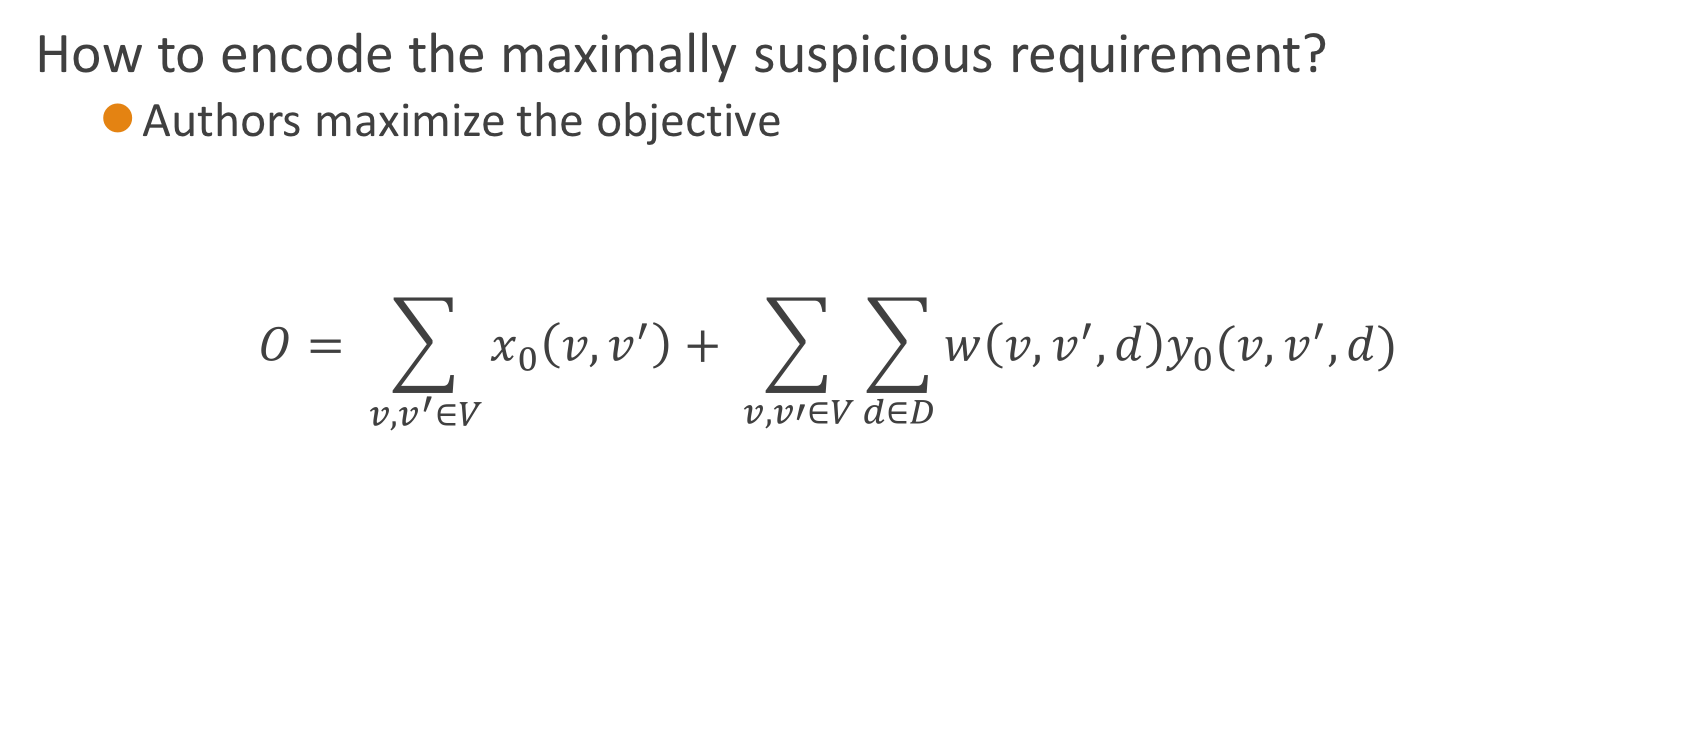 How to encode the maximally suspicious requirement?
Authors maximize the objective
O = ∑ x₀(v, v′) + ∑ ∑ w(v, v′, d)y₀(v, v′, d)
v,v′∈V v,v′∈V d∈D